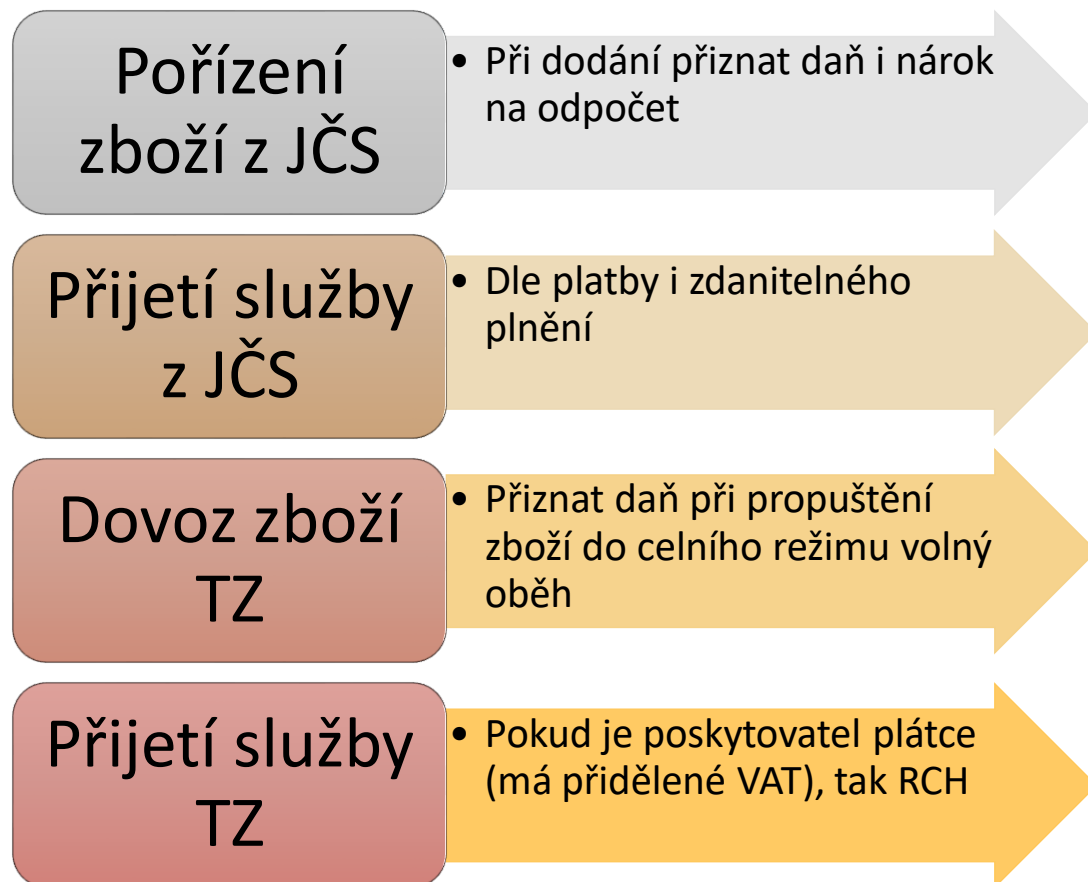 Pořízení
zboží z JČS
• Při dodání přiznat daň i nárok
na odpočet
Přijetí služby
z JČS
• Dle platby i zdanitelného
plnění
Dovoz zboží
TZ
• Přiznat daň při propuštění
zboží do celního režimu volný
oběh
Přijetí služby
TZ
• Pokud je poskytovatel plátce
(má přidělené VAT), tak RCH